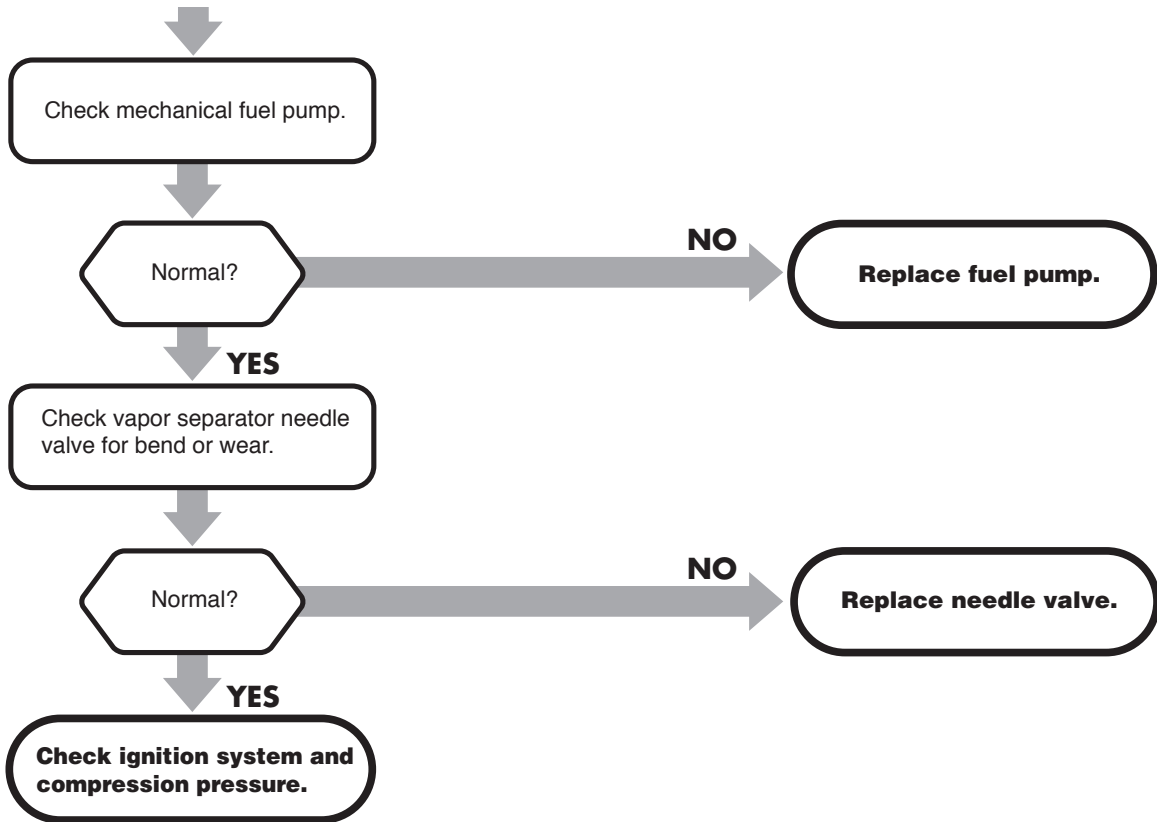 Check mechanical fuel pump.
Normal?
NO
Replace fuel pump.
YES
Check vapor separator needle
valve for bend or wear.
Normal?
NO
Replace needle valve.
YES
Check ignition system and
compression pressure.